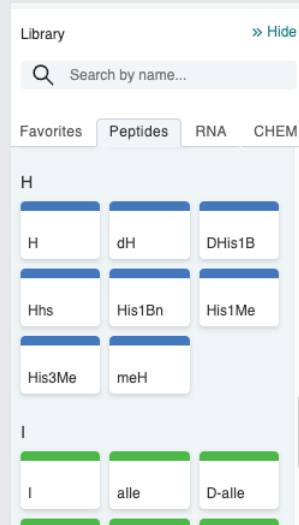 Library » Hide
Search by name...
Favorites Peptides RNA CHEM
H
H dH DHis1B
Hhs His1Bn His1Me
His3Me meH
I
I alle D-alle